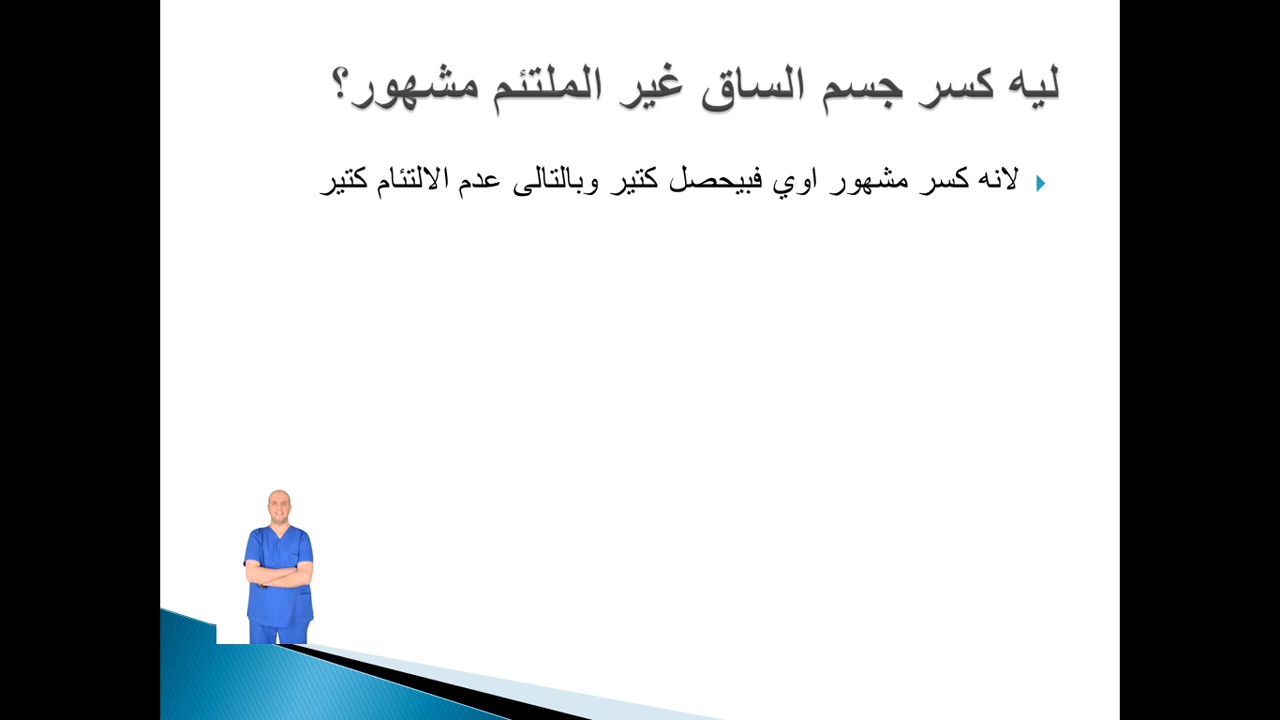 ليه كسر جسم الساق غير الملتئم مشهور؟
لانه كسر مشهور اوي فبيحصل كتير وبالتالى عدم الالتئام كتير